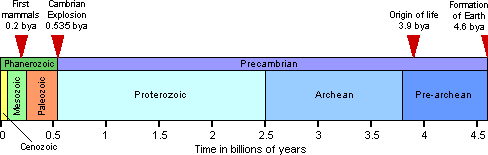 First
mammals
0.2 bya
Cambrian
Explosion
0.535 bya
Origin of life
3.9 bya
Formation
of Earth
4.6 bya
Phanerozoic
Precambrian
Mesozoic
Paleozoic
Proterozoic
Archean
Pre-archean
0 0.5 1 1.5 2 2.5 3 3.5 4 4.5
Cenozoic
Time in billions of years